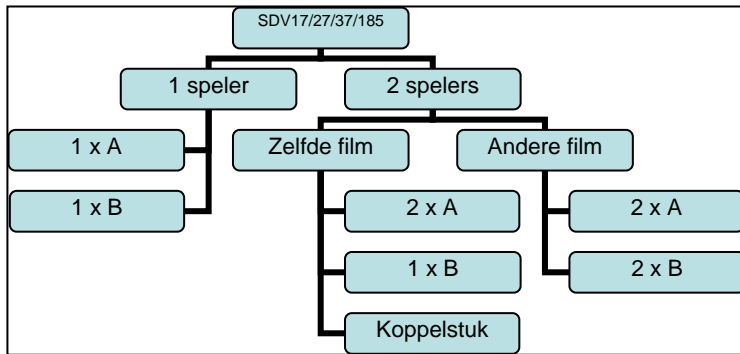 SDV17/27/37/185
1 speler
2 spelers
1 x A
Zelfde film
Andere film
1 x B
2 x A
2 x A
1 x B
2 x B
Koppelstuk